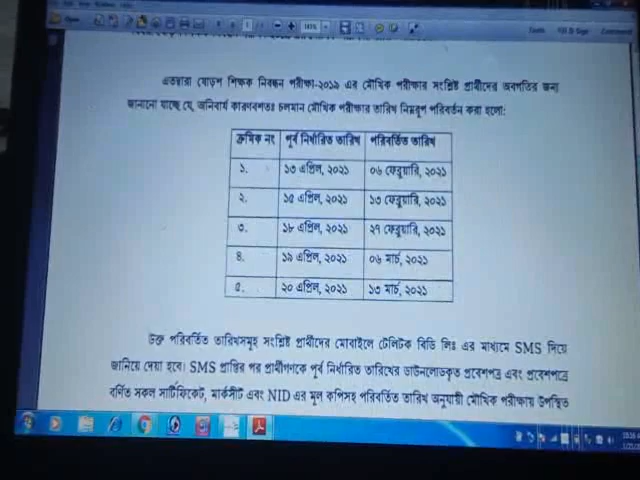 Sign
Comment
এতদ্বারা ষোড়শ শিক্ষক নিবন্ধন পরীক্ষা-২০১৯ এর মৌখিক পরীক্ষার সংশ্লিষ্ট প্রার্থীদের অবগতির জন্য
জানানো যাচ্ছে যে, অনিবার্য কারণবশতঃ চলমান মৌখিক পরীক্ষার তারিখ নিম্নরূপ পরিবর্তন করা হলো:
ক্রমিক নং পূর্ব নির্ধারিত তারিখ পরিবর্তিত তারিখ
১. ১৩ এপ্রিল, ২০২১ ০৬ ফেব্রুয়ারি, ২০২১
২. ১৫ এপ্রিল, ২০২১ ১৩ ফেব্রুয়ারি, ২০২১
৩. ১৮ এপ্রিল, ২০২১ ২৭ ফেব্রুয়ারি, ২০২১
৪. ১৯ এপ্রিল, ২০২১ ০৬ মার্চ, ২০২১
৫. ২০ এপ্রিল, ২০২১ ১৩ মার্চ, ২০২১
উক্ত পরিবর্তিত তারিখসমূহ সংশ্লিষ্ট প্রার্থীদের মোবাইলে টেলিটক বিডি লিঃ এর মাধ্যমে SMS দিয়ে
জানিয়ে দেয়া হবে। SMS প্রাপ্তির পর প্রার্থীগণকে পূর্ব নির্ধারিত তারিখের ডাউনলোডকৃত প্রবেশপত্র এবং প্রবেশপত্রে
বর্ণিত সকল সার্টিফিকেট, মার্কসীট এবং NID এর মূল কপিসহ পরিবর্তিত তারিখ অনুযায়ী মৌখিক পরীক্ষায় উপস্থিত